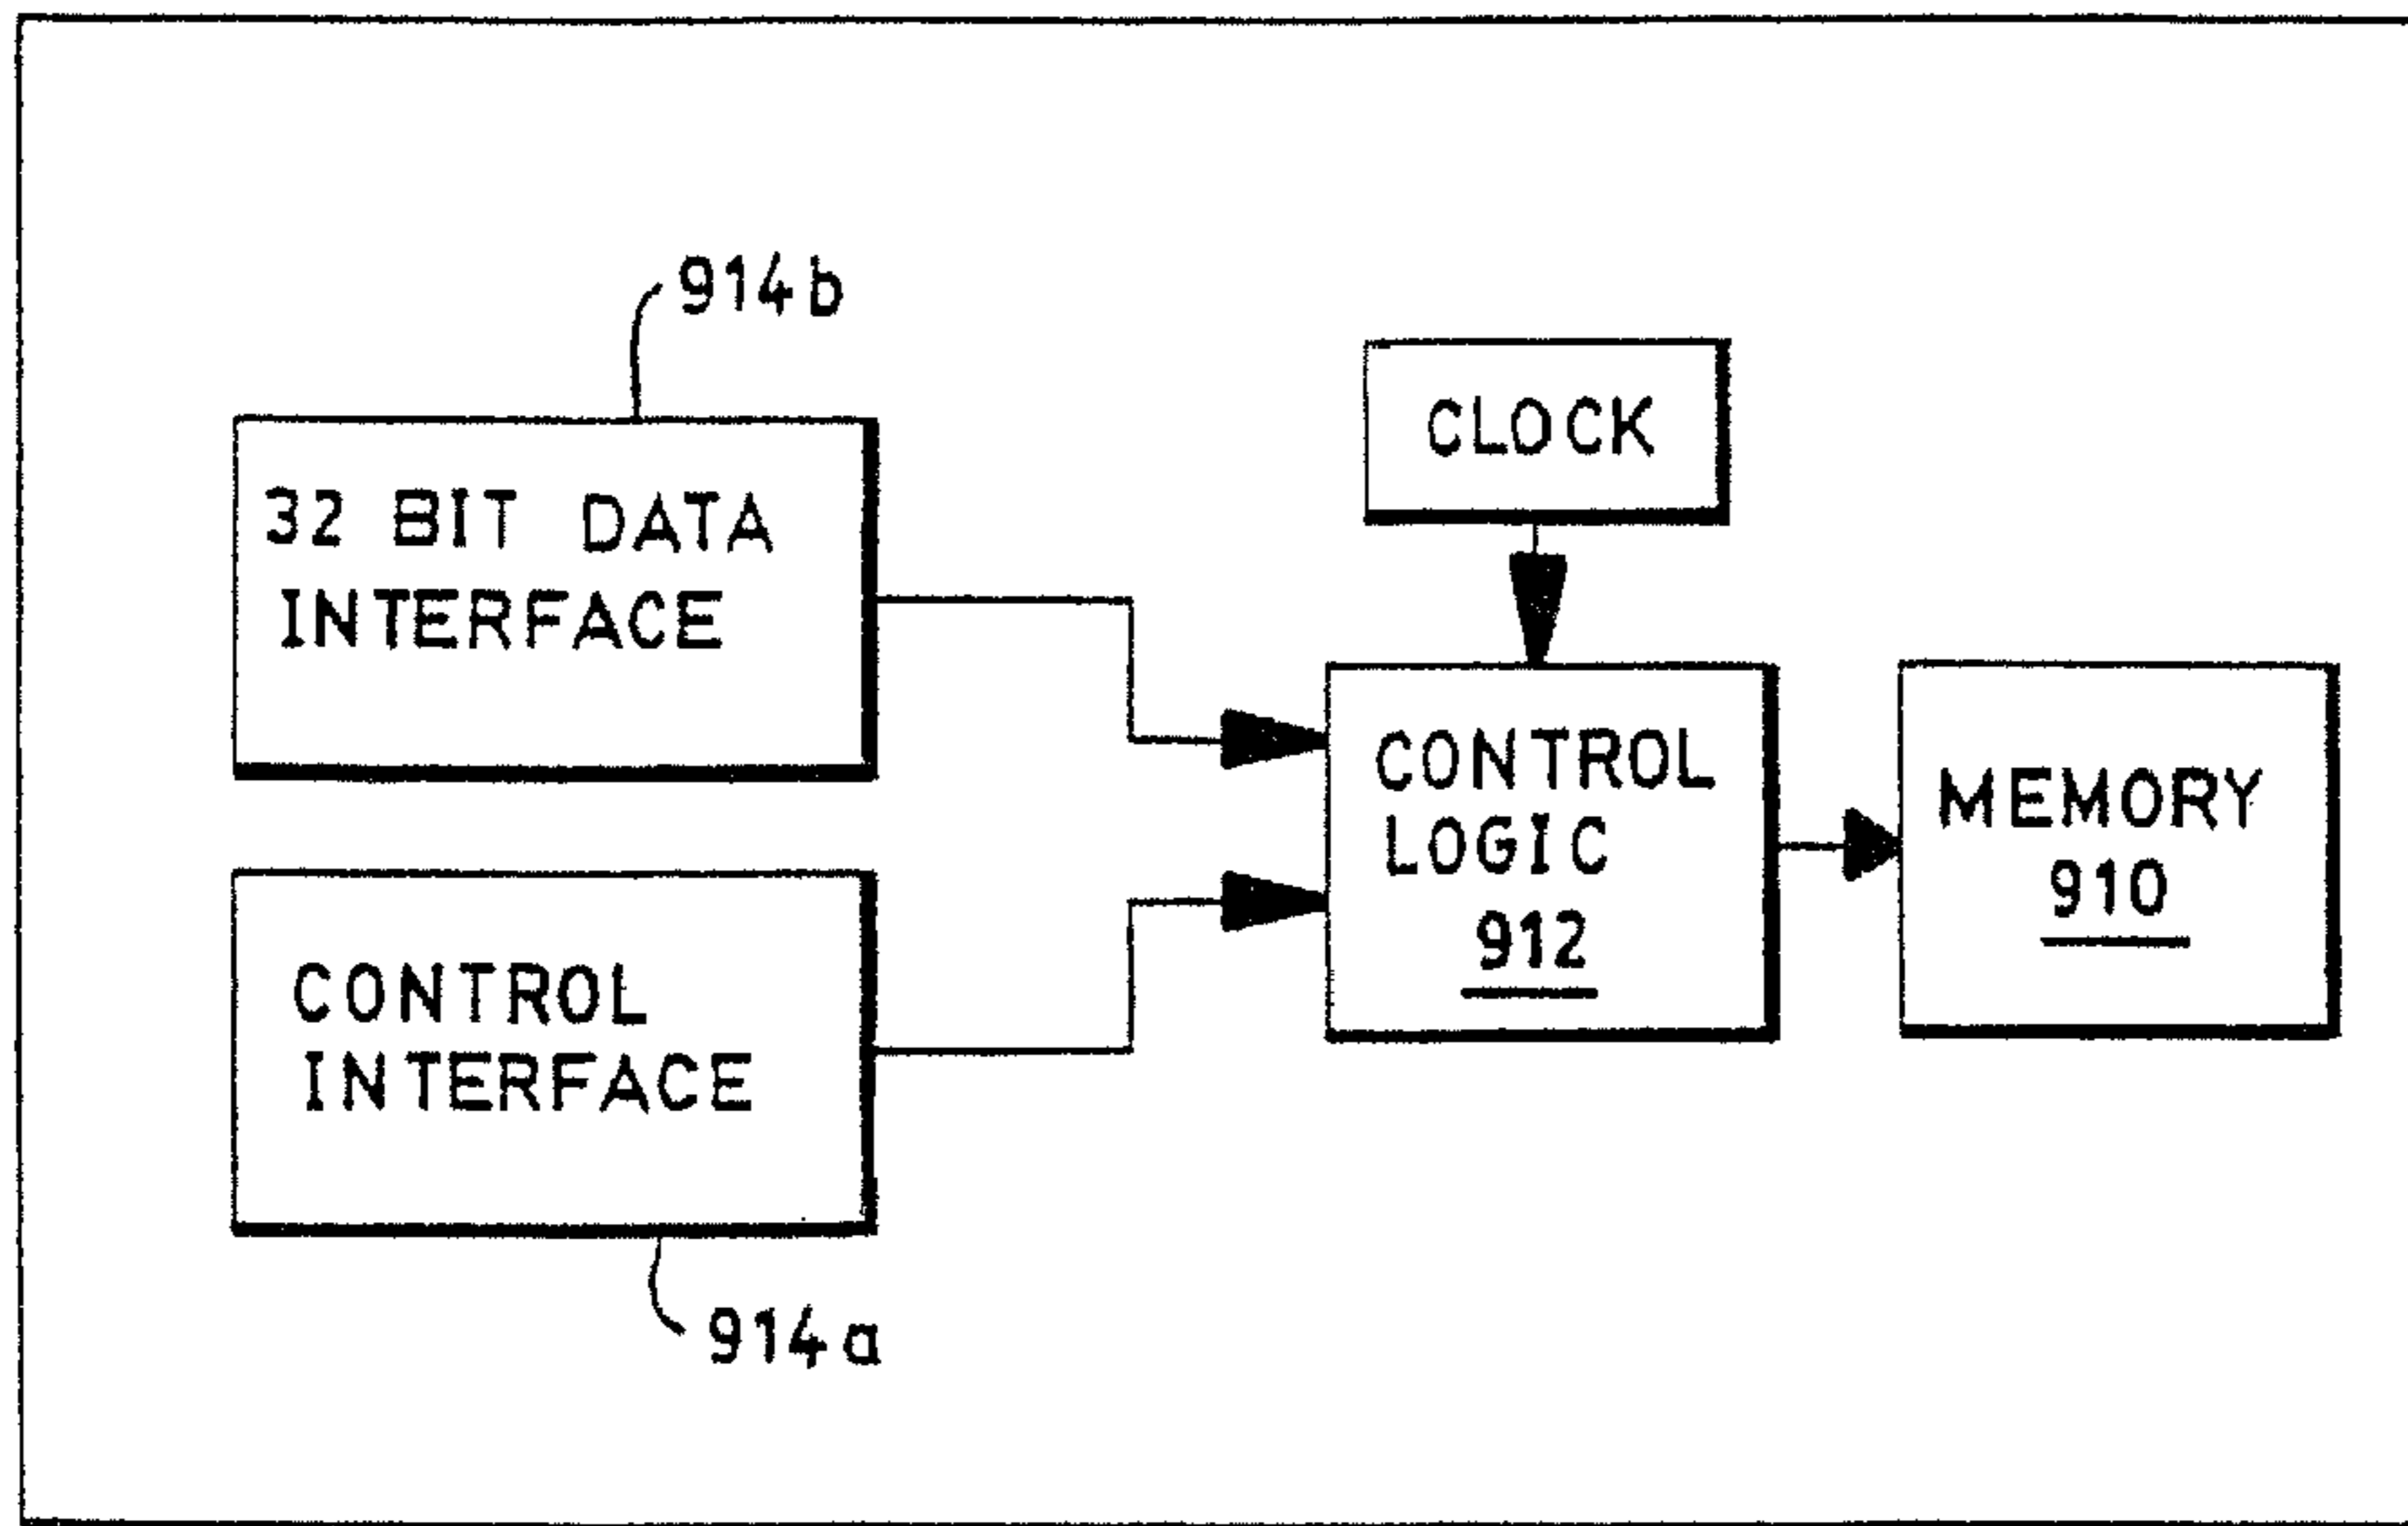 914b
32 BIT DATA
INTERFACE
CLOCK
CONTROL
LOGIC
912
MEMORY
910
CONTROL
INTERFACE
914a